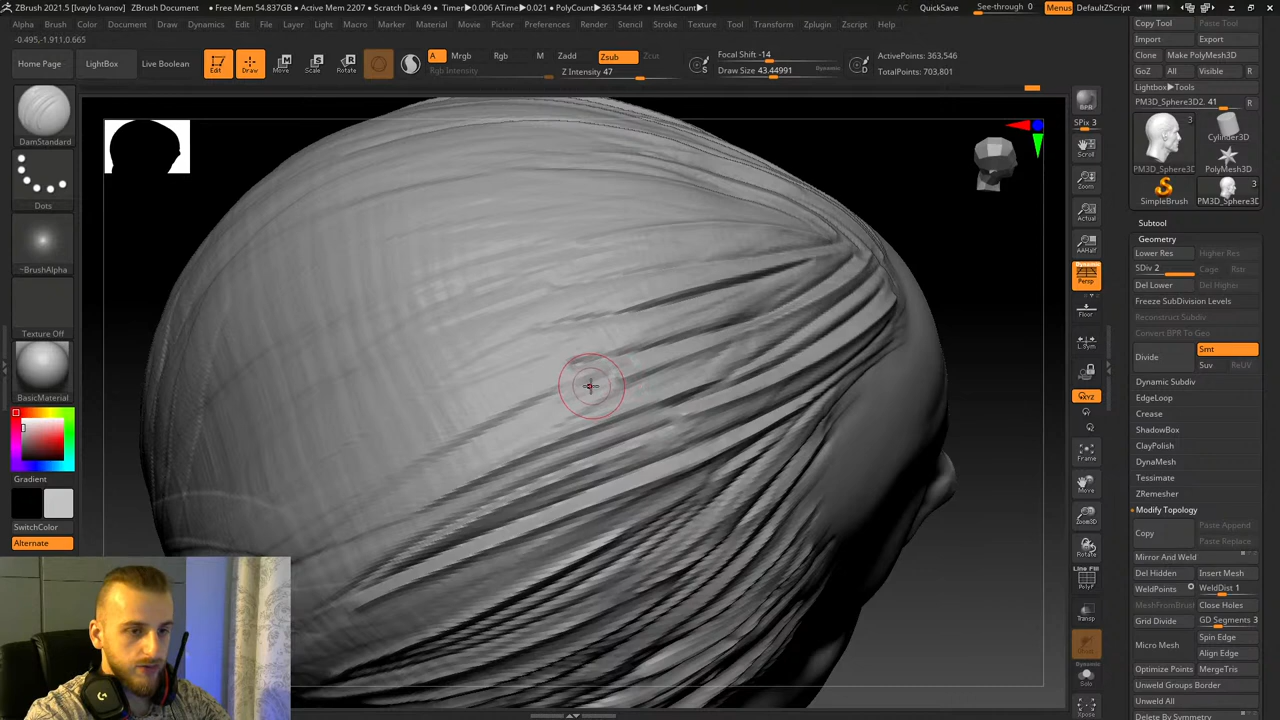 ZBrush 2021.5 [Ivaylo Ivanov] ZBrush Document • Free Mem 54.837GB • Active Mem 2207 • Scratch Disk 49 • Timer▶0.006 ATime▶0.021 • PolyCount▶363.544 KP • MeshCount▶1 AC QuickSave See-through 0 Menus DefaultZScript
Alpha Brush Color Document Draw Dynamics Edit File Layer Light Macro Marker Material Movie Picker Preferences Render Stencil Stroke Texture Tool Transform Zplugin Zscript Help
-0.495,-1.911,0.665
Home Page LightBox Live Boolean Edit Draw Move Scale Rotate A Mrgb Rgb M Zadd Zsub Zcut
Rgb Intensity Z Intensity 47
S Focal Shift -14
Draw Size 43.44991 Dynamic D
ActivePoints: 363,546
TotalPoints: 703,801
DamStandard
Dots
~BrushAlpha
Texture Off
BasicMaterial
Gradient
SwitchColor
Alternate
BPR
SPix 3
Scroll
Zoom
Actual
AAHalf
Dynamic
Persp
Floor
L.Sym
XYZ
Frame
Move
Zoom3D
Rotate
Line Fill
PolyF
Transp
Ghost
Dynamic
Solo
Xpose
Copy Tool Paste Tool
Import Export
Clone Make PolyMesh3D
GoZ All Visible R
Lightbox▶Tools
PM3D_Sphere3D2. 41 R
3 Cylinder3D
PM3D_Sphere3D PolyMesh3D
3
SimpleBrush PM3D_Sphere3D
Subtool
Geometry
Lower Res Higher Res
SDiv 2 Cage Rstr
Del Lower Del Higher
Freeze SubDivision Levels
Reconstruct Subdiv
Convert BPR To Geo
Divide Smt
Suv ReUV
Dynamic Subdiv
EdgeLoop
Crease
ShadowBox
ClayPolish
DynaMesh
Tessimate
ZRemesher
Modify Topology
Copy Paste Append
Paste Replace
Mirror And Weld
Del Hidden Insert Mesh
WeldPoints WeldDist 1
MeshFromBrush Close Holes
Grid Divide GD Segments 3
Micro Mesh Spin Edge
Align Edge
Optimize Points MergeTris
Unweld Groups Border
Unweld All
Delete By Symmetry